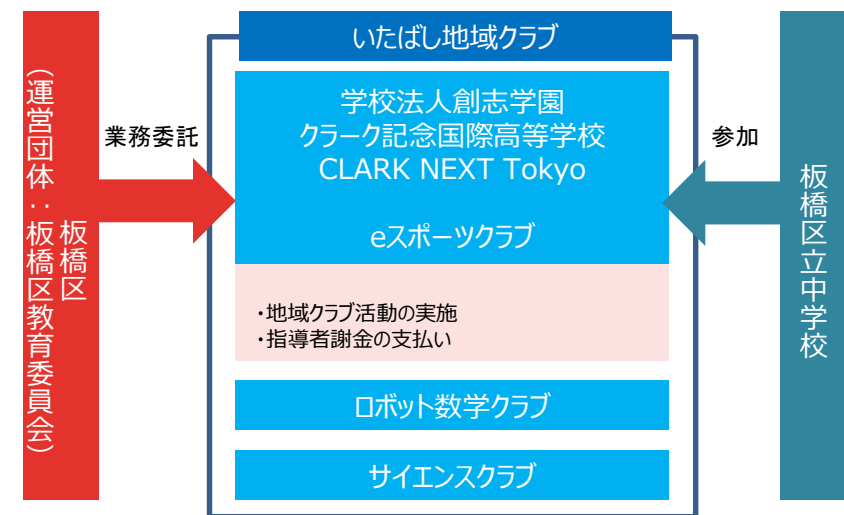 いたばし地域クラブ
板橋区
(運営団体：板橋区教育委員会)
業務委託
学校法人創志学園
クラーク記念国際高等学校
CLARK NEXT Tokyo
eスポーツクラブ
・地域クラブ活動の実施
・指導者謝金の支払い
ロボット数学クラブ
サイエンスクラブ
参加
板橋区立中学校